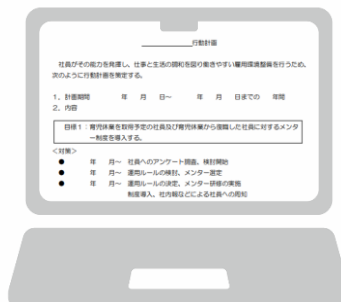 ＿＿＿＿＿＿＿行動計画
社員がその能力を発揮し、仕事と生活の調和を図り働きやすい雇用環境整備を行うため、
次のように行動計画を策定する。
1．計画期間　　年　月　日～　　年　月　日までの　　年間
2．内容
目標1：育児休業を取得予定の社員及び育児休業から復職した社員に対するメンタ
ー制度を導入する。
＜対策＞
●　　年　月～　社員へのアンケート調査、検討開始
●　　年　月～　運用ルールの検討、メンター選定
●　　年　月～　運用ルールの決定、メンター研修の実施
制度導入、社内報などによる社員への周知